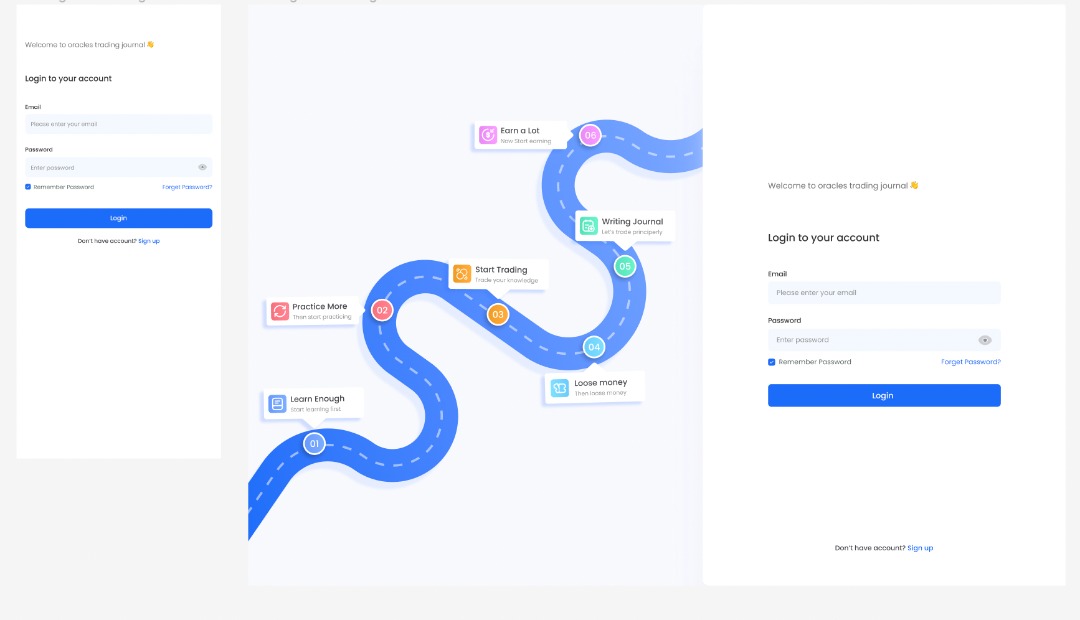 Welcome to oracles trading journal 👋
Login to your account
Email
Please enter your email
Password
Enter password
Remember Password
Forget Password?
Login
Don't have account? Sign up
06
Earn a Lot
Now Start earning
Writing Journal
Let's trade principerly
05
Start Trading
Trade your knowledge
03
Practice More
Then start practicing
02
04
Loose money
Then loose money
Learn Enough
Start learning first
01
Welcome to oracles trading journal 👋
Login to your account
Email
Please enter your email
Password
Enter password
Remember Password
Forget Password?
Login
Don't have account? Sign up